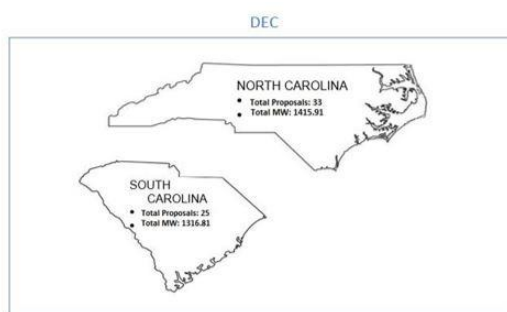 DEC
NORTH CAROLINA
• Total Proposals: 33
• Total MW: 1415.91
SOUTH
CAROLINA
• Total Proposals: 25
• Total MW: 1316.81